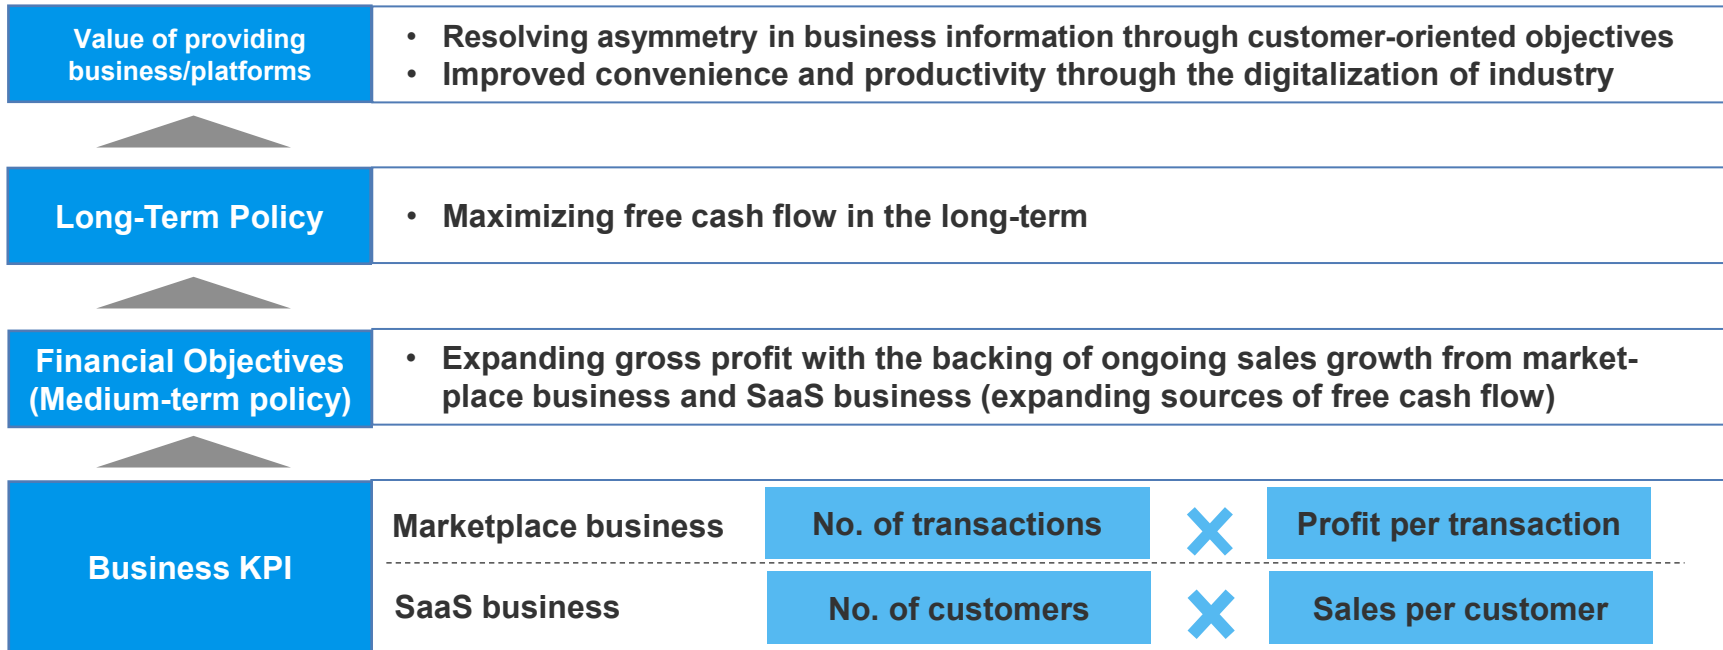 Value of providing
business/platforms
• Resolving asymmetry in business information through customer-oriented objectives
• Improved convenience and productivity through the digitalization of industry
Long-Term Policy
• Maximizing free cash flow in the long-term
Financial Objectives
(Medium-term policy)
• Expanding gross profit with the backing of ongoing sales growth from market-
place business and SaaS business (expanding sources of free cash flow)
Business KPI
Marketplace business
No. of transactions
Profit per transaction
SaaS business
No. of customers
Sales per customer